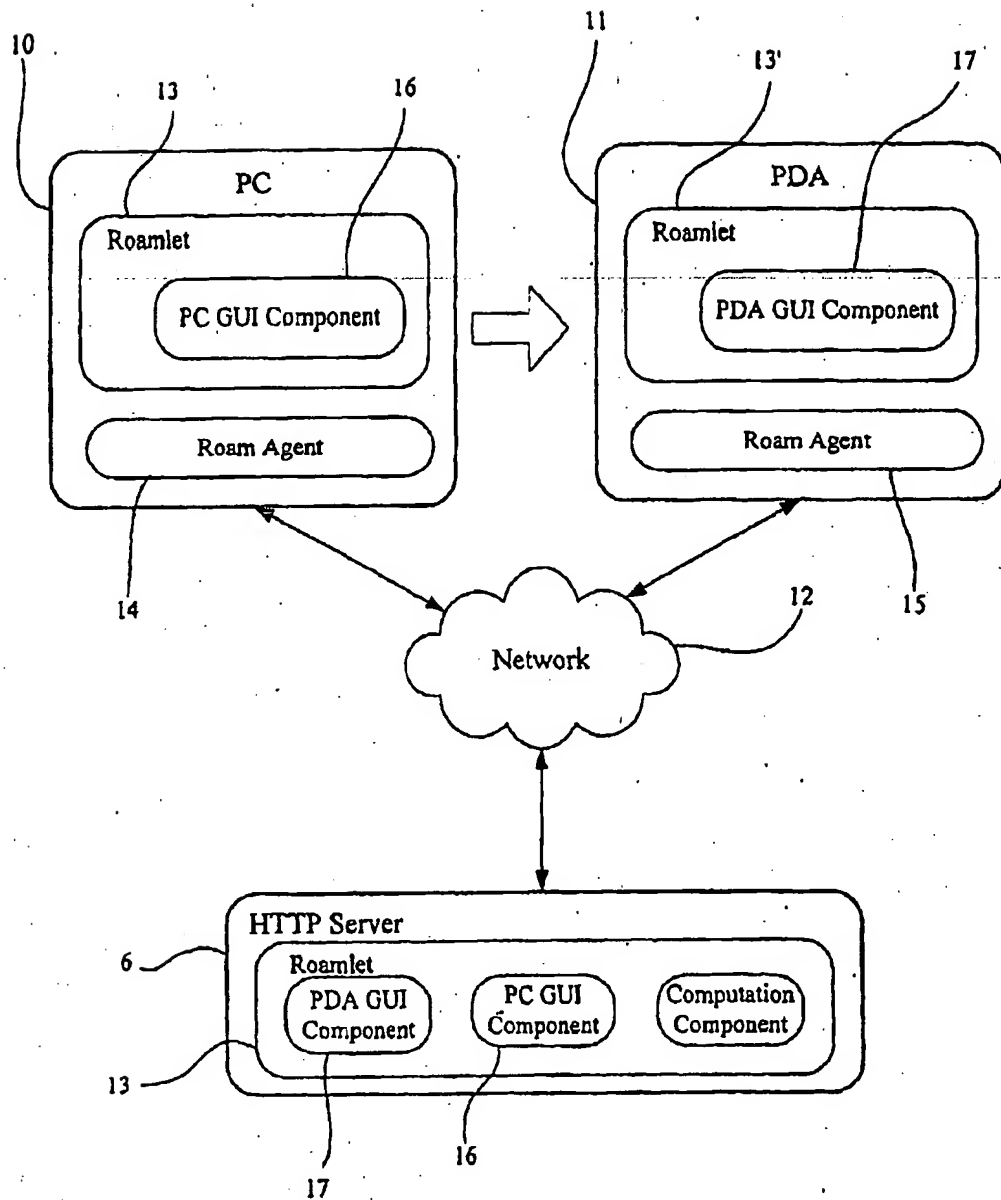 10
13
16
11
13'
17
PC
Roamlet
PC GUI Component
Roam Agent
PDA
Roamlet
PDA GUI Component
Roam Agent
14
15
12
Network
HTTP Server
6
Roamlet
PDA GUI
Component
PC GUI
Component
Computation
Component
13
17
16